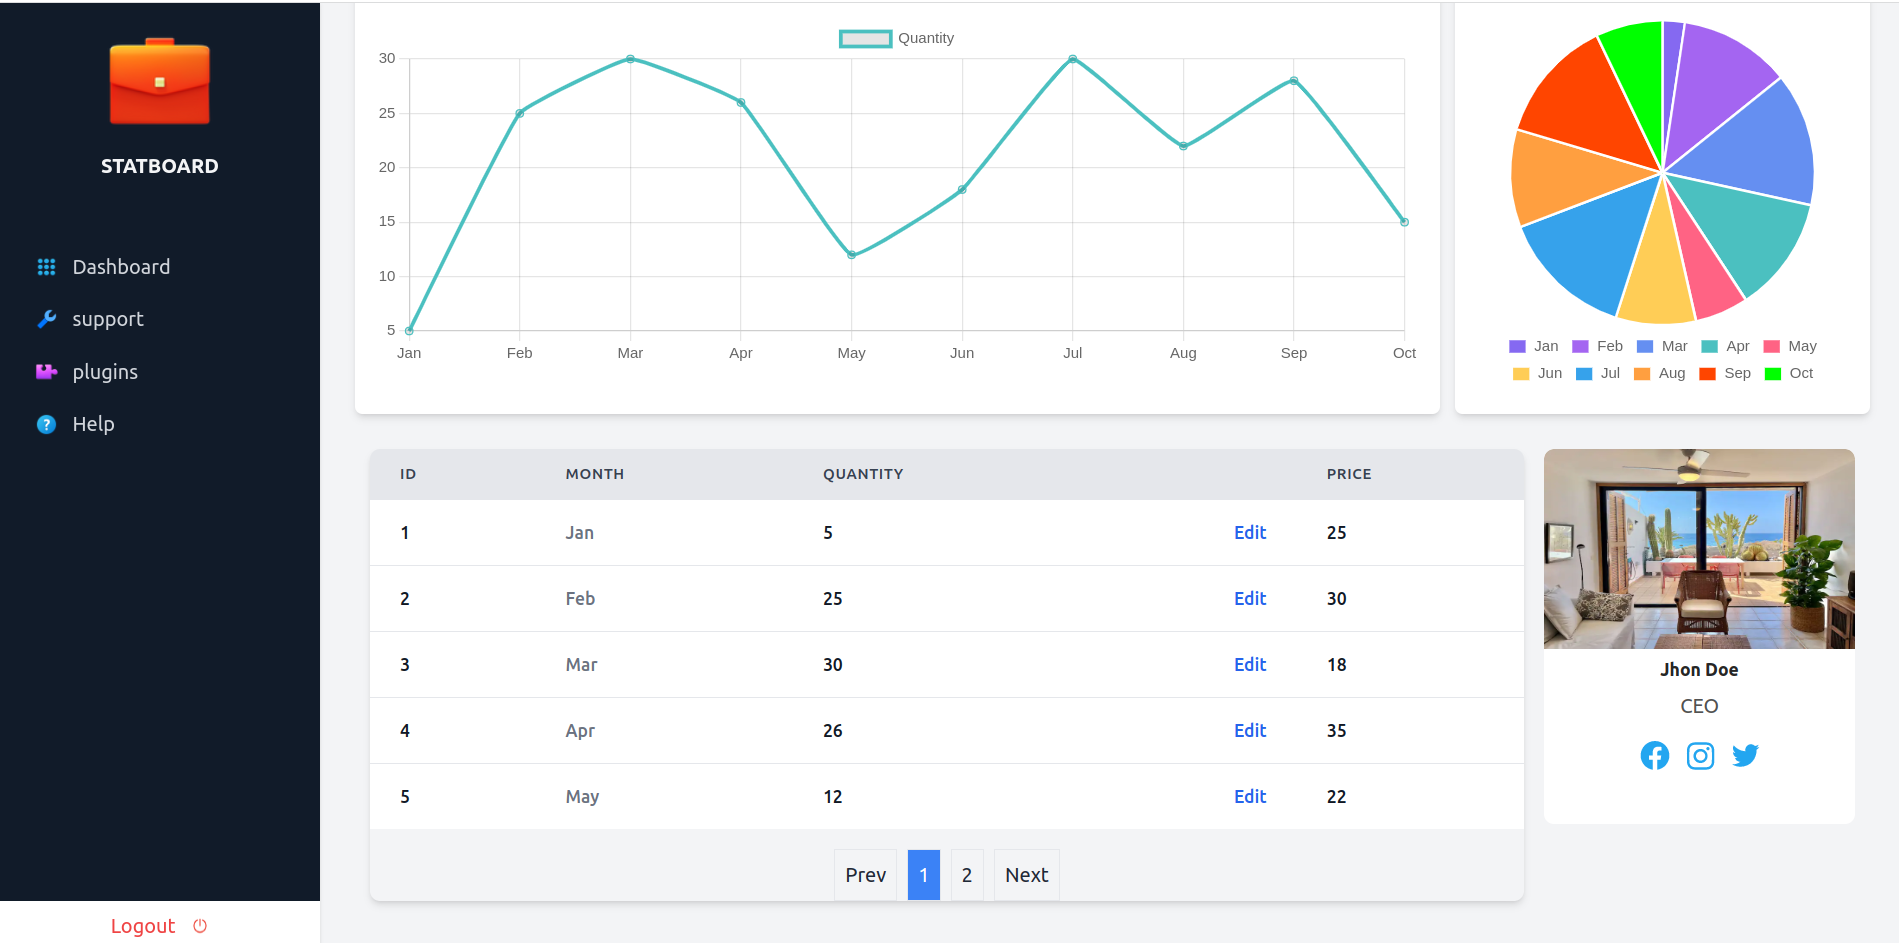 STATBOARD
Dashboard
support
plugins
Help
Logout
Quantity
30
25
20
15
10
5
Jan Feb Mar Apr May Jun Jul Aug Sep Oct
Jan Feb Mar Apr May
Jun Jul Aug Sep Oct
ID MONTH QUANTITY PRICE
1 Jan 5 Edit 25
2 Feb 25 Edit 30
3 Mar 30 Edit 18
4 Apr 26 Edit 35
5 May 12 Edit 22
Prev 1 2 Next
Jhon Doe
CEO